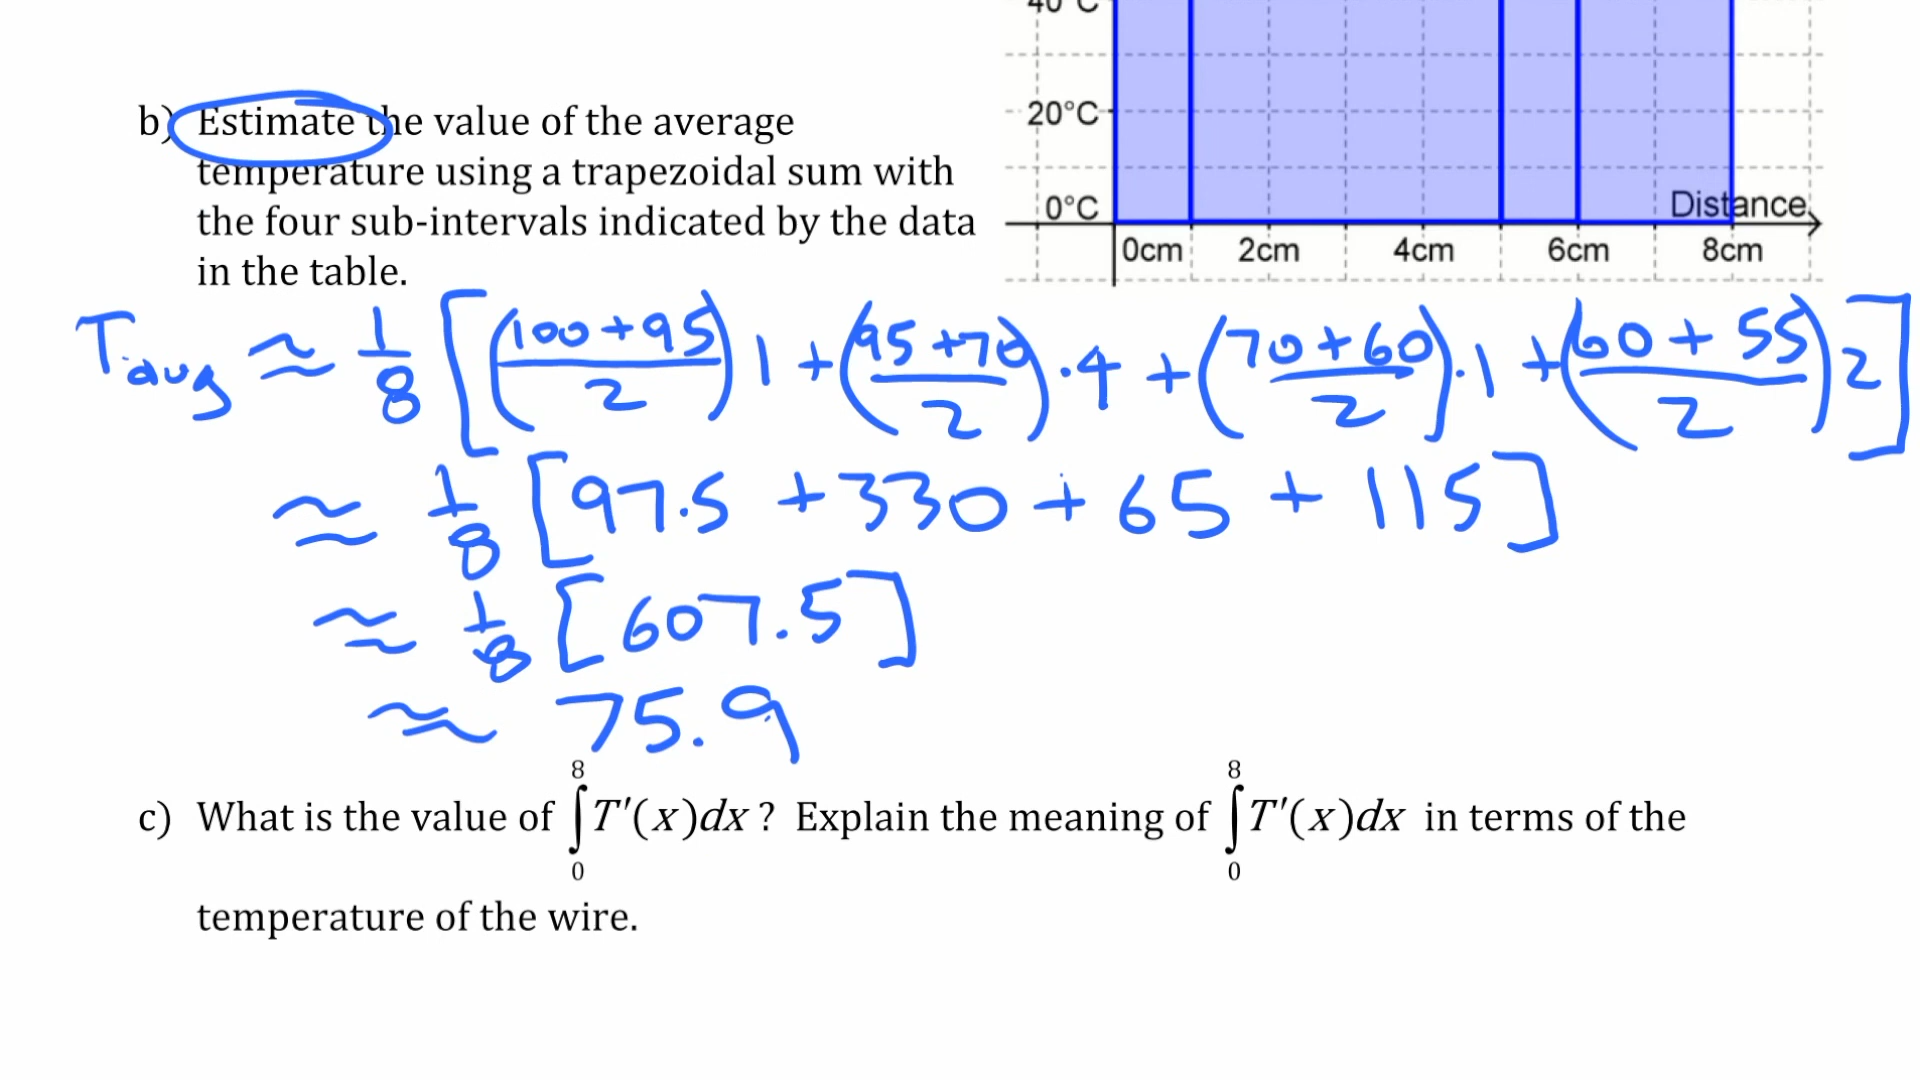 40°C
20°C
0°C
Distance
0cm 2cm 4cm 6cm 8cm
b) Estimate the value of the average
temperature using a trapezoidal sum with
the four sub-intervals indicated by the data
in the table.
Tavg ≈ 1/8 [((100+95)/2)1 + ((95+70)/2)·4 + ((70+60)/2)·1 + ((60+55)/2)2]
≈ 1/8 [97.5 + 330 + 65 + 115]
≈ 1/8 [607.5]
≈ 75.9
c) What is the value of ∫₀⁸ T′(x)dx ? Explain the meaning of ∫₀⁸ T′(x)dx in terms of the
temperature of the wire.